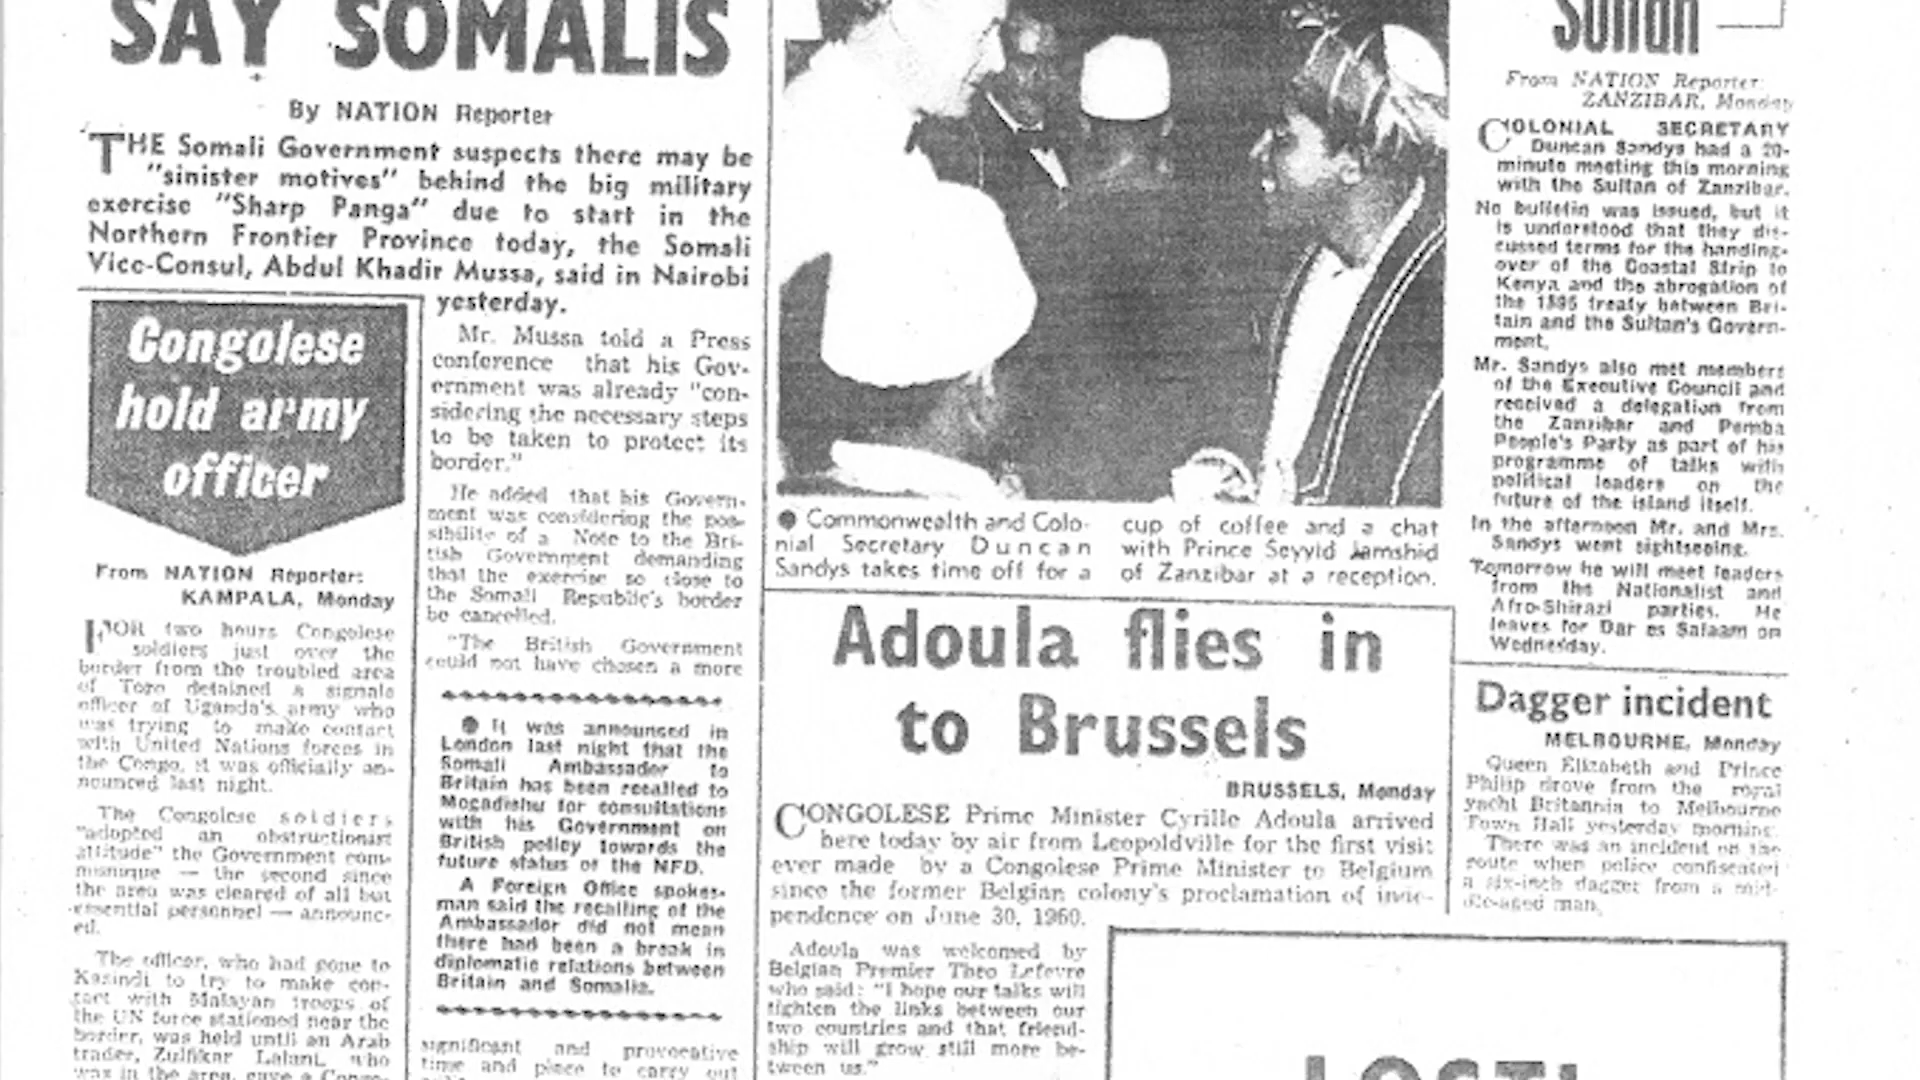 SAY SOMALIS
By NATION Reporter
THE Somali Government suspects there may be
"sinister motives" behind the big military
exercise "Sharp Panga" due to start in the
Northern Frontier Province today, the Somali
Vice-Consul, Abdul Khadir Mussa, said in Nairobi
yesterday.
Mr. Mussa told a Press
conference that his Gov-
ernment was already "con-
sidering the necessary steps
to be taken to protect its
border."
He added that his Govern-
ment was considering the pos-
sibility of a Note to the Bri-
tish Government demanding
that the exercise so close to
the Somali Republic's border
be cancelled.
"The British Government
could not have chosen a more
● It was announced in
London last night that the
Somali Ambassador to
Britain has been recalled to
Mogadishu for consultations
with his Government on
British policy towards the
future status of the NFD.
A Foreign Office spokes-
man said the recalling of the
Ambassador did not mean
there had been a break in
diplomatic relations between
Britain and Somalia.
significant and provocative
time and place to carry out
Congolese
hold army
officer
From NATION Reporter:
KAMPALA, Monday
FOR two hours Congolese
soldiers just over the
border from the troubled area
of Toro detained a signals
officer of Uganda's army who
was trying to make contact
with United Nations forces in
the Congo, it was officially an-
nounced last night.
The Congolese soldiers
"adopted an obstructionist
attitude" the Government com-
munique — the second since
the area was cleared of all but
essential personnel — announc-
ed.
The officer, who had gone to
Kasindi to try to make con-
tact with Malayan troops of
the UN force stationed near the
border, was held until an Arab
trader, Zulfikar Lalani, who
was in the area, gave a Congo-
● Commonwealth and Colo-
nial Secretary Duncan
Sandys takes time off for a
cup of coffee and a chat
with Prince Seyyid Jamshid
of Zanzibar at a reception.
Adoula flies in
to Brussels
BRUSSELS, Monday
CONGOLESE Prime Minister Cyrille Adoula arrived
here today by air from Leopoldville for the first visit
ever made by a Congolese Prime Minister to Belgium
since the former Belgian colony's proclamation of inde-
pendence on June 30, 1960.
Adoula was welcomed by
Belgian Premier Theo Lefevre
who said: "I hope our talks will
tighten the links between our
two countries and that friend-
ship will grow still more be-
tween us."
Sultan
From NATION Reporter:
ZANZIBAR, Monday
COLONIAL SECRETARY
Duncan Sandys had a 20-
minute meeting this morning
with the Sultan of Zanzibar.
No bulletin was issued, but it
is understood that they dis-
cussed terms for the handing-
over of the Coastal Strip to
Kenya and the abrogation of
the 1895 treaty between Bri-
tain and the Sultan's Govern-
ment.
Mr. Sandys also met members
of the Executive Council and
received a delegation from
the Zanzibar and Pemba
People's Party as part of his
programme of talks with
political leaders on the
future of the island itself.
In the afternoon Mr. and Mrs.
Sandys went sightseeing.
Tomorrow he will meet leaders
from the Nationalist and
Afro-Shirazi parties. He
leaves for Dar es Salaam on
Wednesday.
Dagger incident
MELBOURNE, Monday
Queen Elizabeth and Prince
Philip drove from the royal
yacht Britannia to Melbourne
Town Hall yesterday morning.
There was an incident on the
route when police confiscated
a six-inch dagger from a mid-
dle-aged man.
LOST!